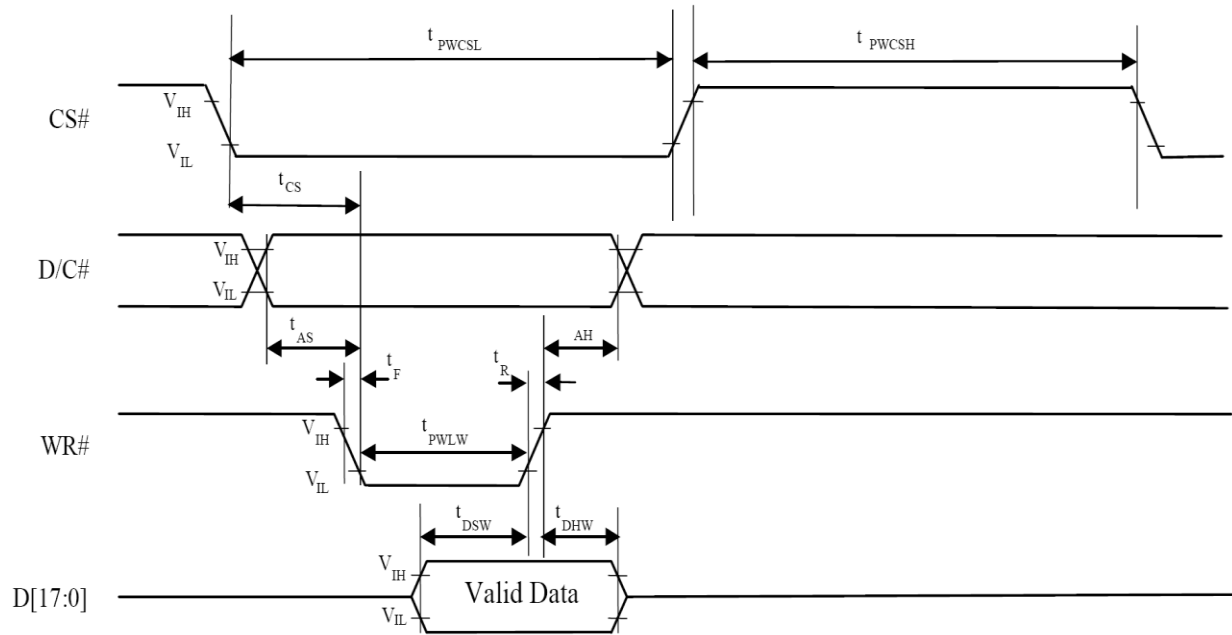 t PWCSL
t PWCSH
V IH
CS#
V IL
t CS
V IH
D/C#
V IL
t AS
AH
t F
t R
V IH
t PWLW
WR#
V IL
t DSW
t DHW
V IH
Valid Data
D[17:0]
V IL